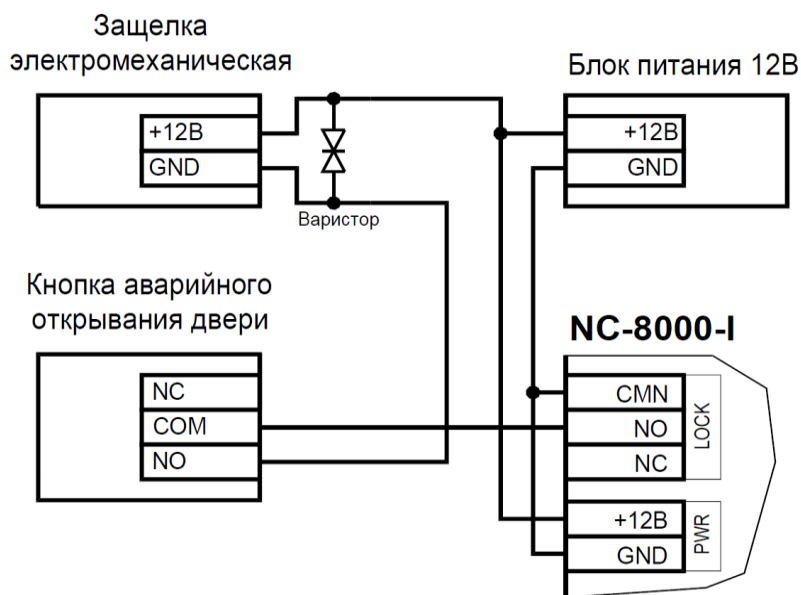 Защелка
электромеханическая
+12В
GND
Варистор
Блок питания 12В
+12В
GND
Кнопка аварийного
открывания двери
NC
COM
NO
NC-8000-I
CMN
NO
NC
LOCK
+12В
GND
PWR